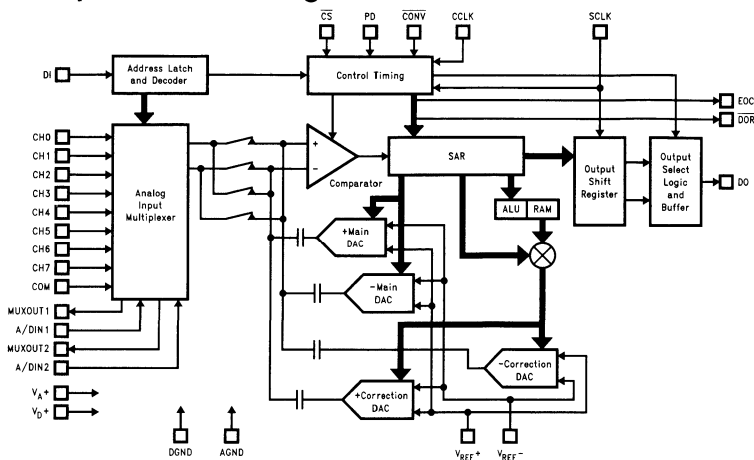 CS PD CONV CCLK SCLK
DI
Address Latch
and Decoder
Control Timing
EOC
DOR
CH0
CH1
CH2
CH3
CH4
CH5
CH6
CH7
COM
MUXOUT1
A/DIN1
MUXOUT2
A/DIN2
VA+
VD+
Analog
Input
Multiplexer
+
−
Comparator
SAR
ALU RAM
Output
Shift
Register
Output
Select
Logic
and
Buffer
DO
+Main
DAC
−Main
DAC
−Correction
DAC
+Correction
DAC
DGND
AGND
VREF+
VREF−